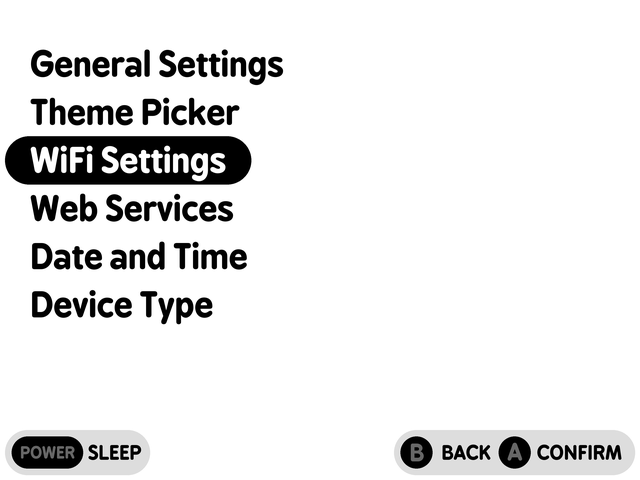 General Settings
Theme Picker
WiFi Settings
Web Services
Date and Time
Device Type
POWER SLEEP B BACK A CONFIRM